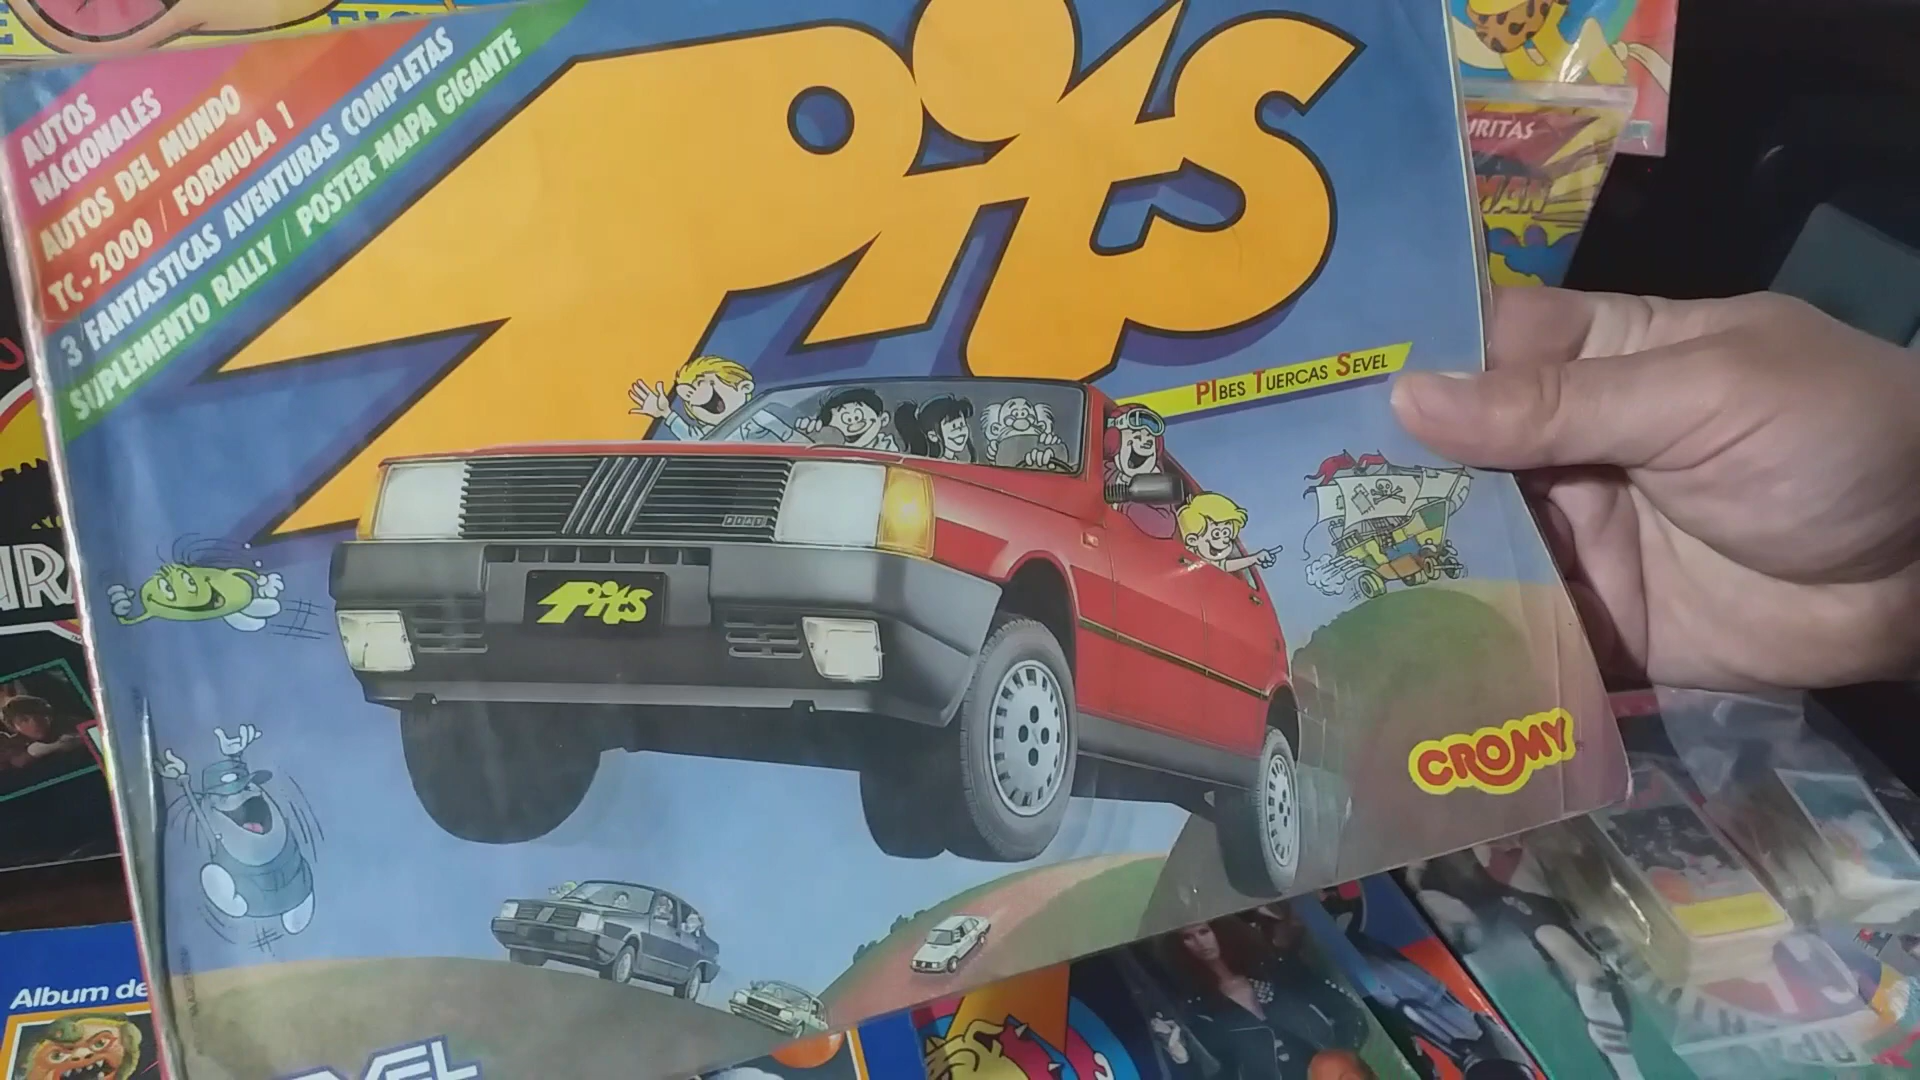 AUTOS
NACIONALES
AUTOS DEL MUNDO
TC-2000 / FORMULA 1
3 FANTASTICAS AVENTURAS COMPLETAS
SUPLEMENTO RALLY / POSTER MAPA GIGANTE
Pits
PIBES TUERCAS SEVEL
FIAT
Pits
CROMY
Album de